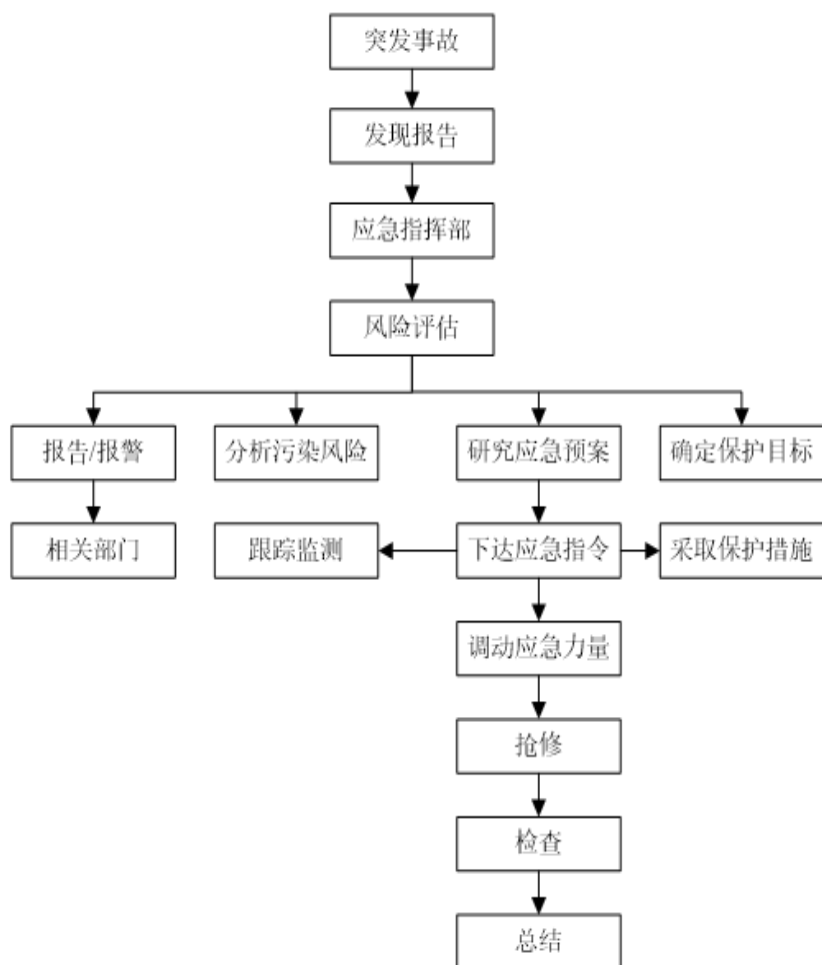 突发事故
发现报告
应急指挥部
风险评估
报告/报警
分析污染风险
研究应急预案
确定保护目标
相关部门
跟踪监测
下达应急指令
采取保护措施
调动应急力量
抢修
检查
总结